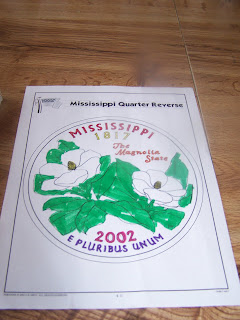 Mississippi Quarter Reverse
MISSISSIPPI
1817
The
Magnolia
State
2002
E PLURIBUS UNUM